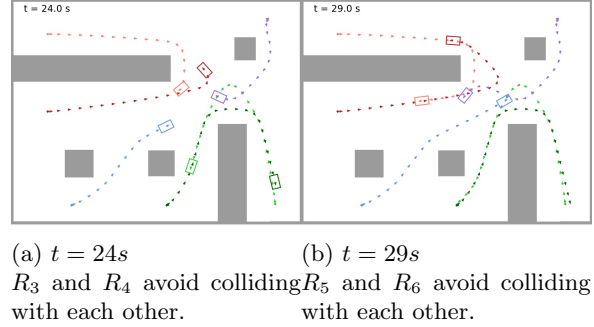 t = 24.0 s
t = 29.0 s
(a) t = 24s
R3 and R4 avoid colliding
with each other.
(b) t = 29s
R5 and R6 avoid colliding
with each other.